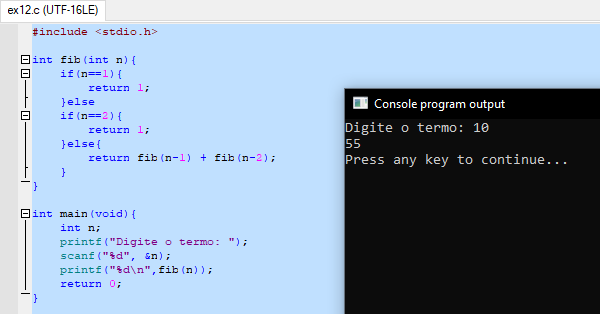 ex12.c (UTF-16LE)
#include <stdio.h>
int fib(int n){
if(n==1){
return 1;
}else
if(n==2){
return 1;
}else{
return fib(n-1) + fib(n-2);
}
}
int main(void){
int n;
printf("Digite o termo: ");
scanf("%d", &n);
printf("%d\n",fib(n));
return 0;
}
Console program output
Digite o termo: 10
55
Press any key to continue...